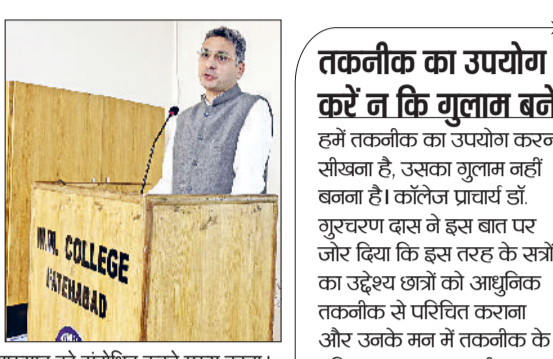 M.M. COLLEGE
FATEHABAD
तकनीक का उपयोग
करें न कि गुलाम बने
हमें तकनीक का उपयोग करन
सीखना है, उसका गुलाम नहीं
बनना है। कॉलेज प्राचार्य डॉ.
गुरचरण दास ने इस बात पर
जोर दिया कि इस तरह के सत्रों
का उद्देश्य छात्रों को आधुनिक
तकनीक से परिचित कराना
और उनके मन में तकनीक के